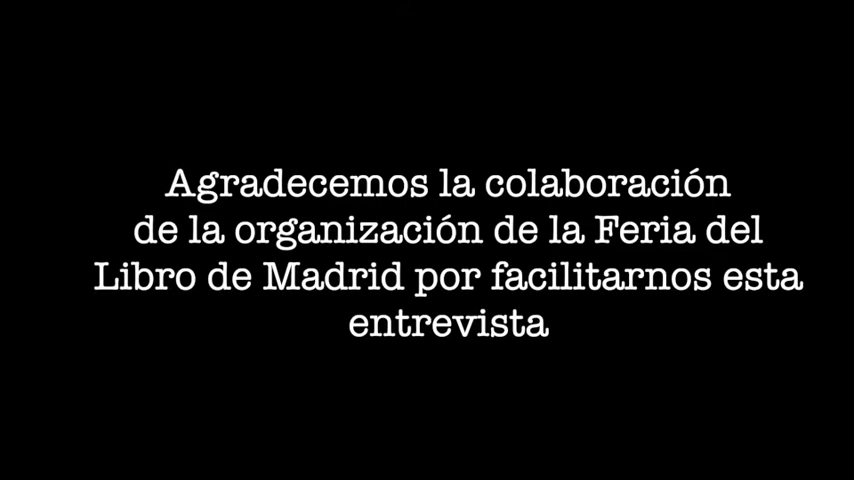 Agradecemos la colaboración
de la organización de la Feria del
Libro de Madrid por facilitarnos esta
entrevista